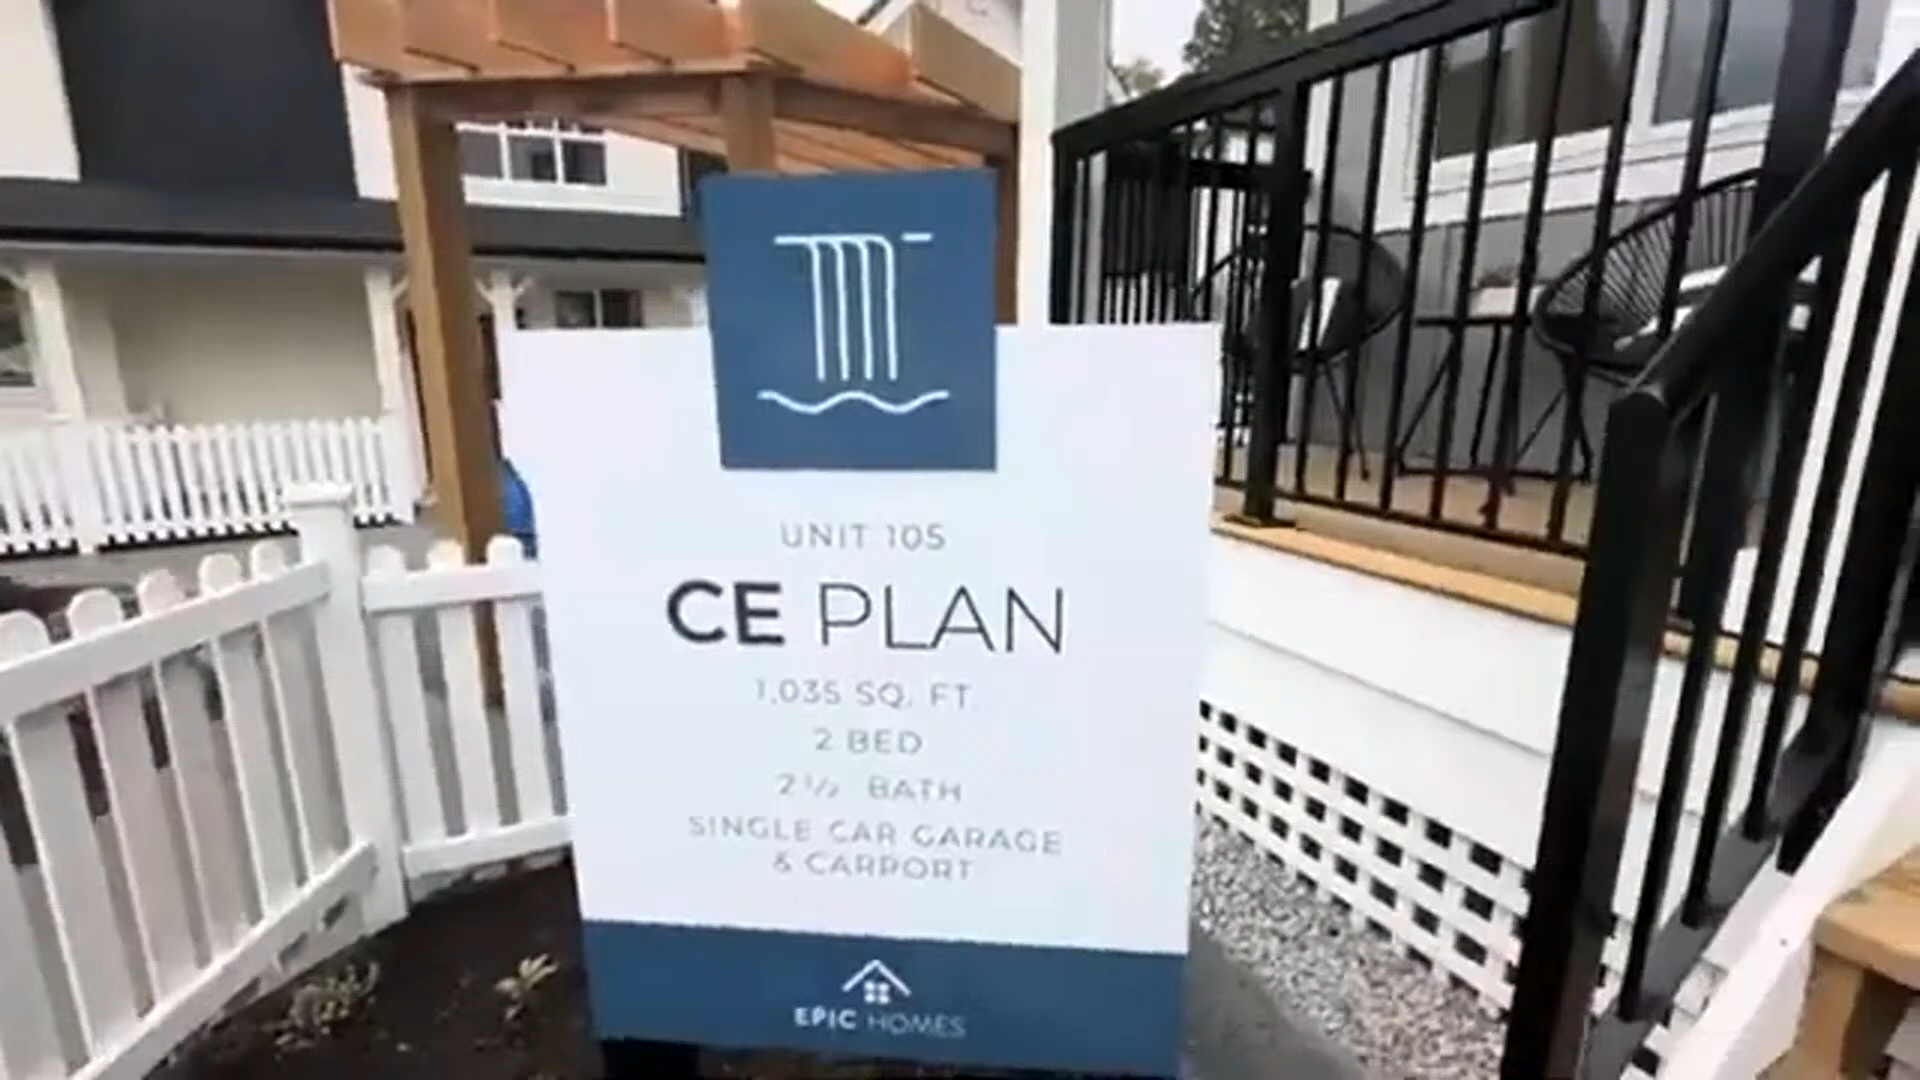 UNIT 105
CE PLAN
1,035 SQ. FT.
2 BED
2 ½ BATH
SINGLE CAR GARAGE
& CARPORT
EPIC HOMES